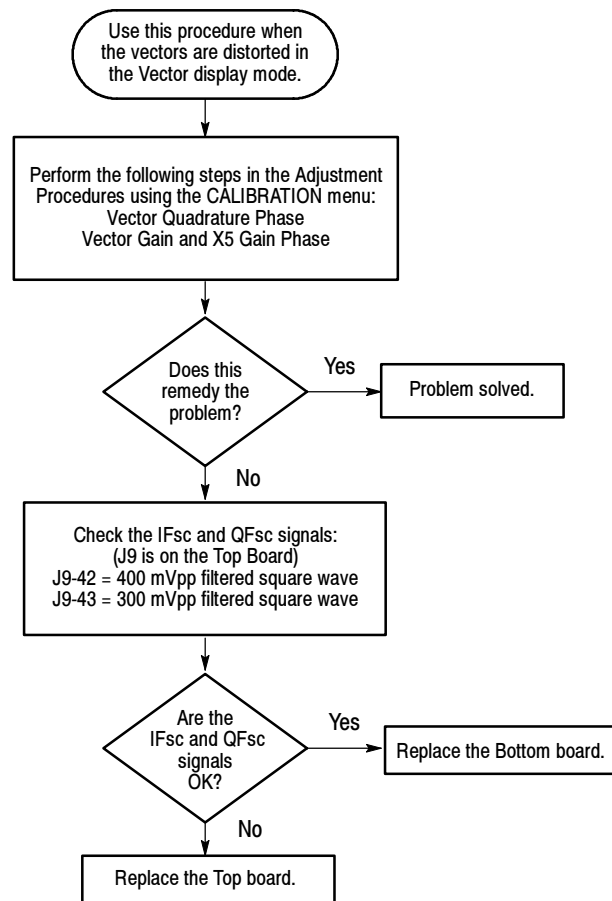 Use this procedure when
the vectors are distorted in
the Vector display mode.
Perform the following steps in the Adjustment
Procedures using the CALIBRATION menu:
Vector Quadrature Phase
Vector Gain and X5 Gain Phase
Does this
remedy the
problem?
Yes
Problem solved.
No
Check the IFsc and QFsc signals:
(J9 is on the Top Board)
J9-42 = 400 mVpp filtered square wave
J9-43 = 300 mVpp filtered square wave
Are the
IFsc and QFsc
signals
OK?
Yes
Replace the Bottom board.
No
Replace the Top board.